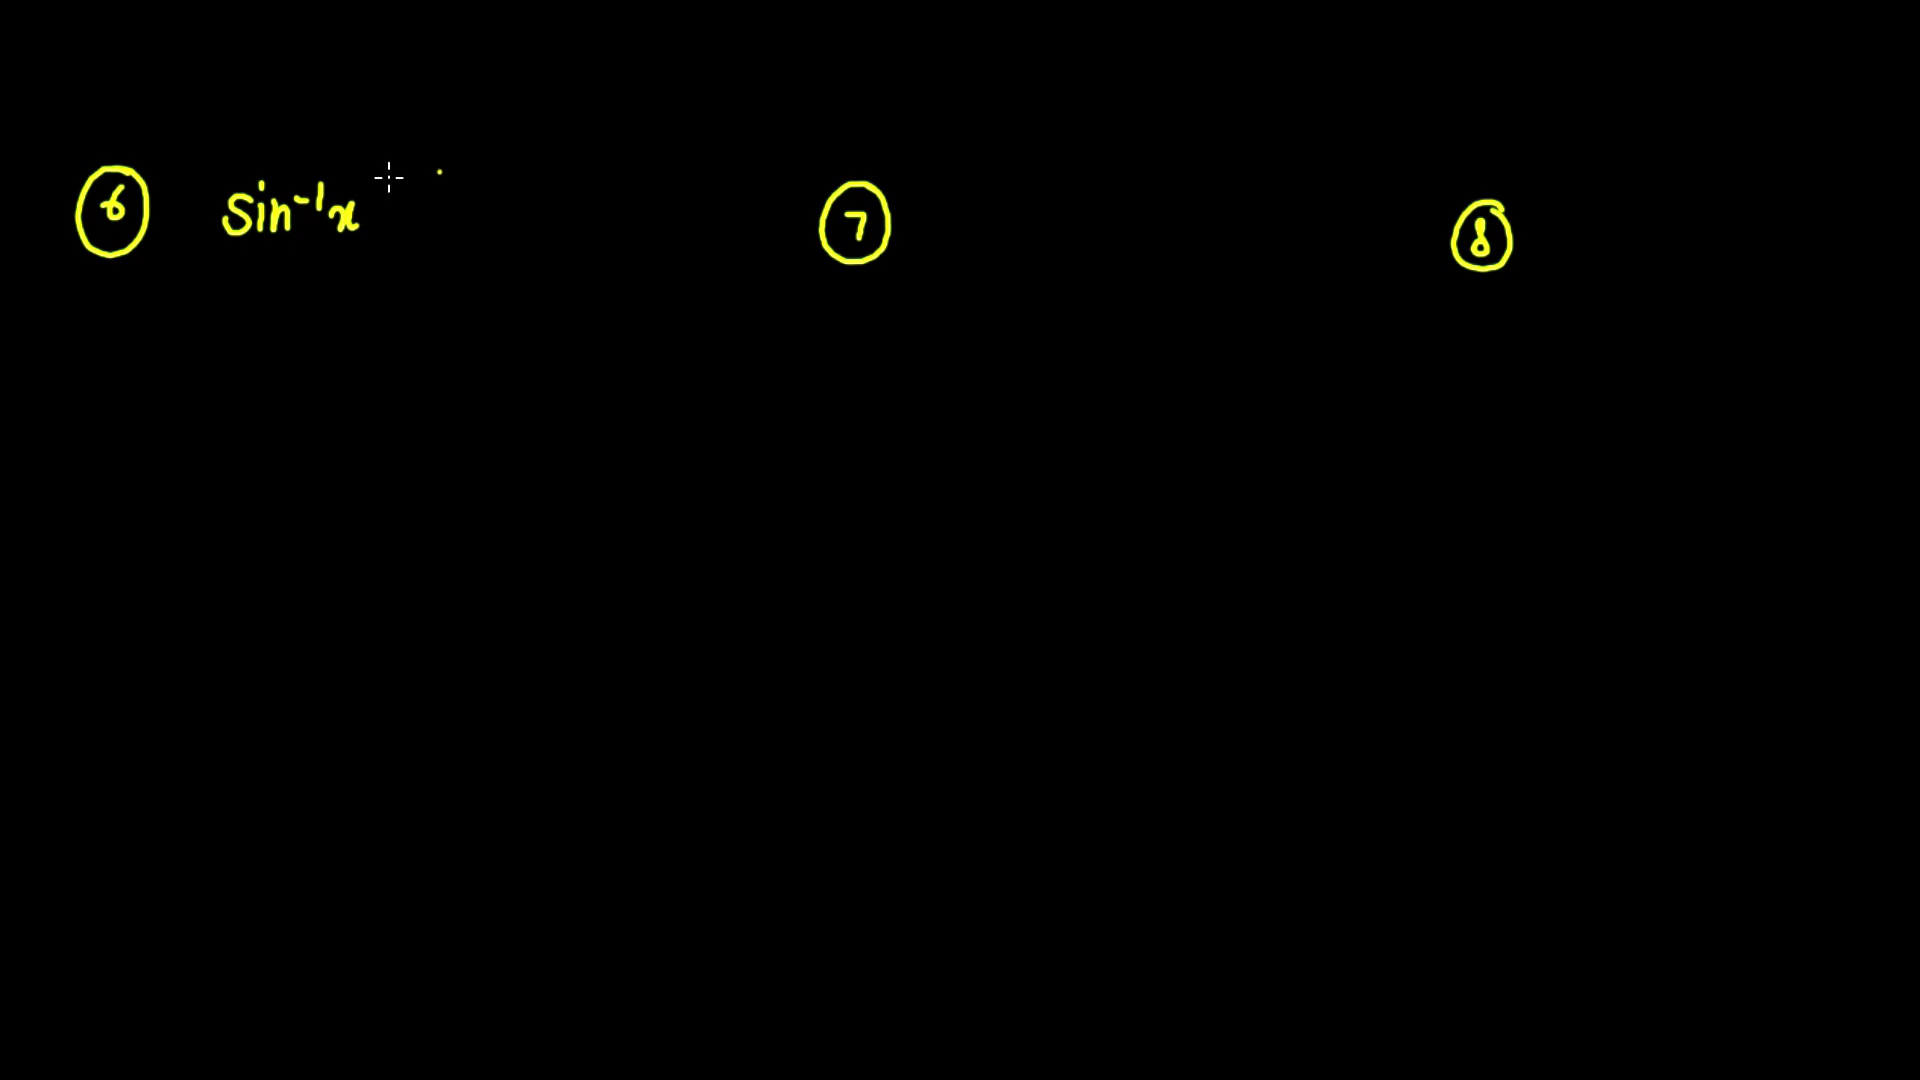 ⑥ sin⁻¹x ⑦ ⑧